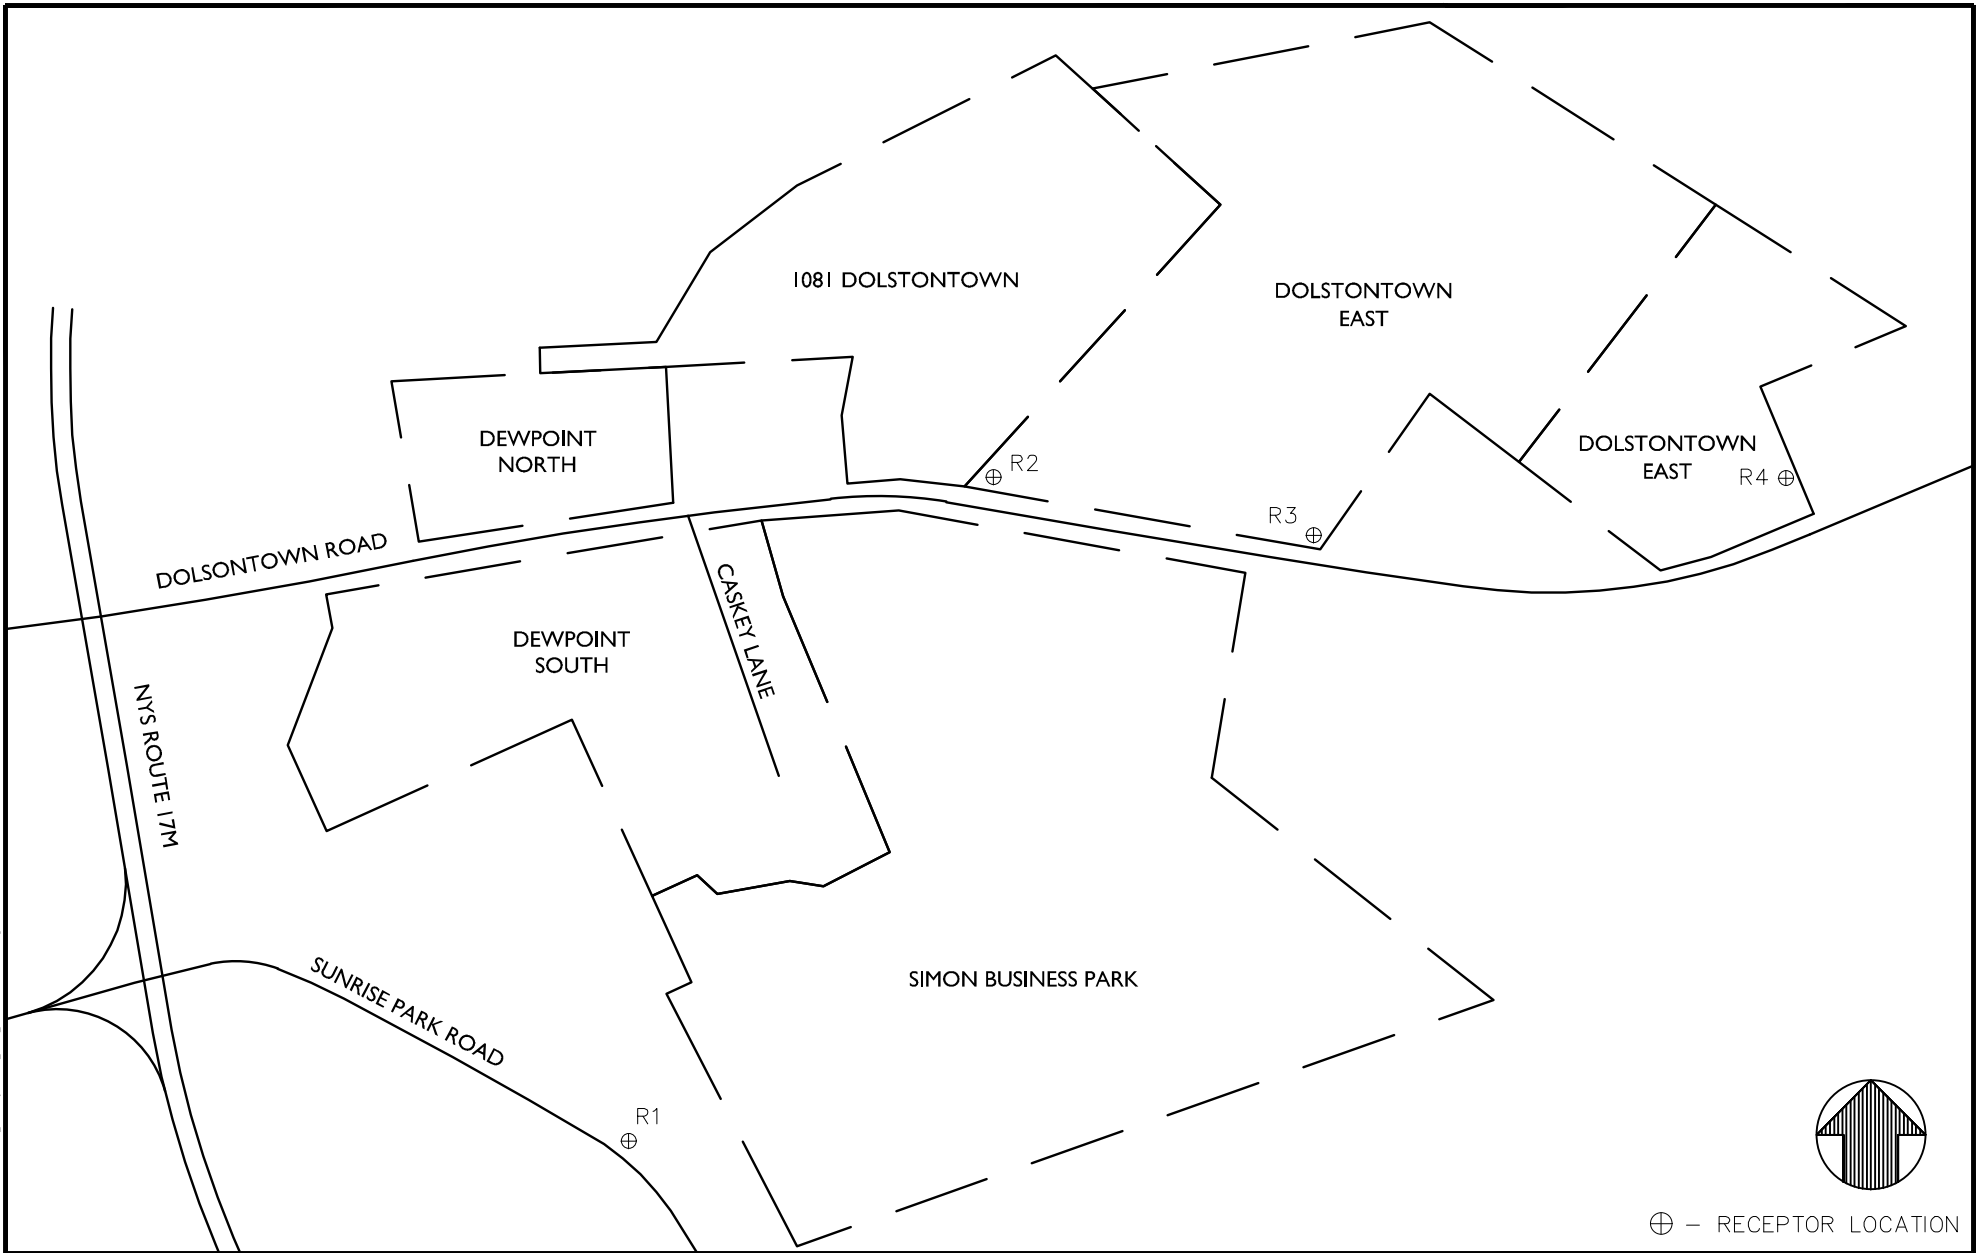 1081 DOLSTONTOWN
DOLSTONTOWN
EAST
DEWPOINT
NORTH
DOLSTONTOWN
EAST
R2
R4
R3
DOLSONTOWN ROAD
CASKEY LANE
DEWPOINT
SOUTH
NYS ROUTE 17M
SUNRISE PARK ROAD
SIMON BUSINESS PARK
R1
⊕ – RECEPTOR LOCATION